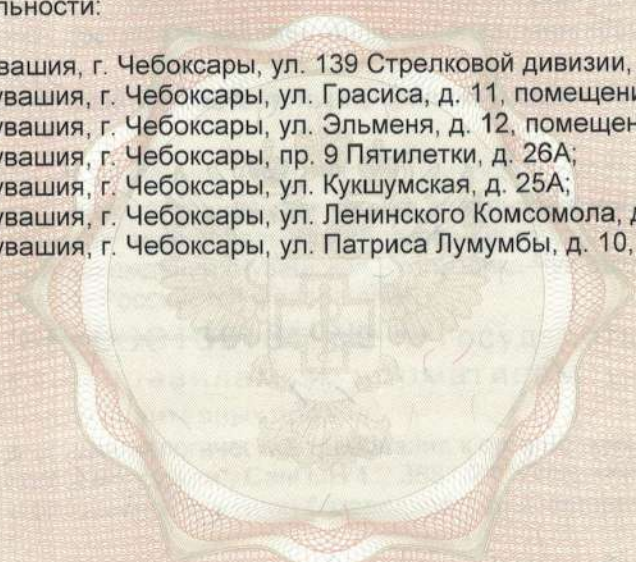 льности:
вашия, г. Чебоксары, ул. 139 Стрелковой дивизии,
увашия, г. Чебоксары, ул. Грасиса, д. 11, помещени
увашия, г. Чебоксары, ул. Эльменя, д. 12, помещен
увашия, г. Чебоксары, пр. 9 Пятилетки, д. 26А;
увашия, г. Чебоксары, ул. Кукшумская, д. 25А;
увашия, г. Чебоксары, ул. Ленинского Комсомола, д
увашия, г. Чебоксары, ул. Патриса Лумумбы, д. 10,